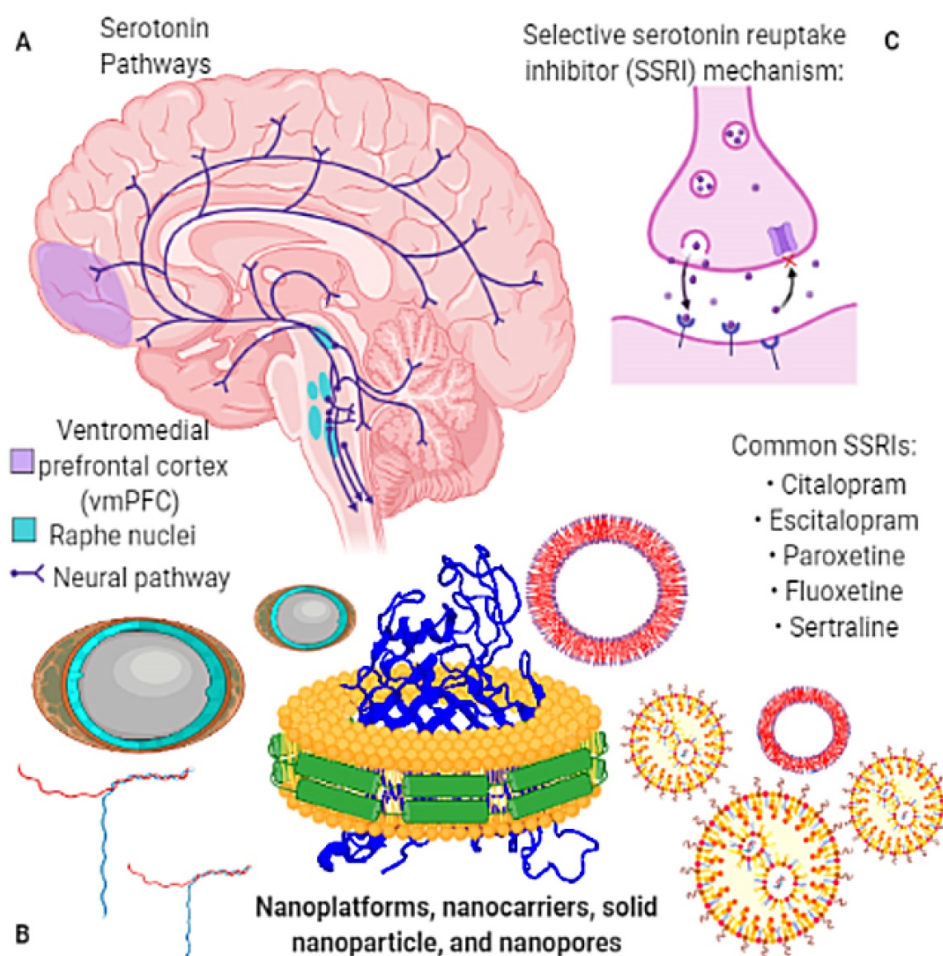 A
Serotonin
Pathways
Selective serotonin reuptake
inhibitor (SSRI) mechanism:
C
Ventromedial
prefrontal cortex
(vmPFC)
Raphe nuclei
Neural pathway
Common SSRIs:
• Citalopram
• Escitalopram
• Paroxetine
• Fluoxetine
• Sertraline
Nanoplatforms, nanocarriers, solid
nanoparticle, and nanopores
B